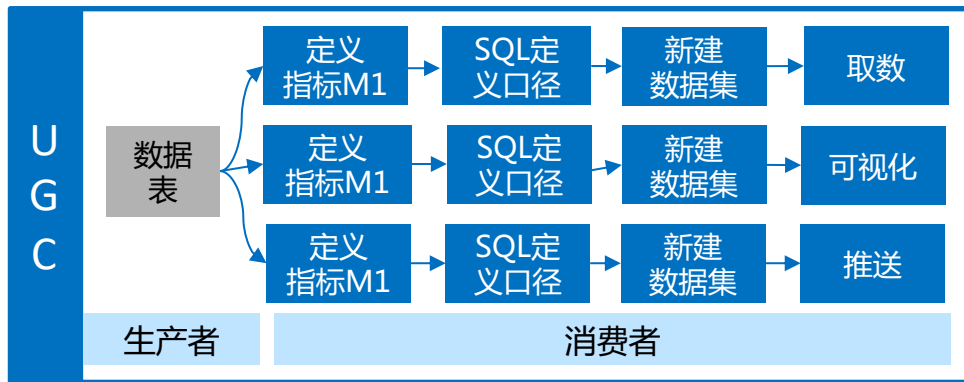 U
G
C
数据
表
定义
指标M1
SQL定
义口径
新建
数据集
取数
定义
指标M1
SQL定
义口径
新建
数据集
可视化
定义
指标M1
SQL定
义口径
新建
数据集
推送
生产者
消费者